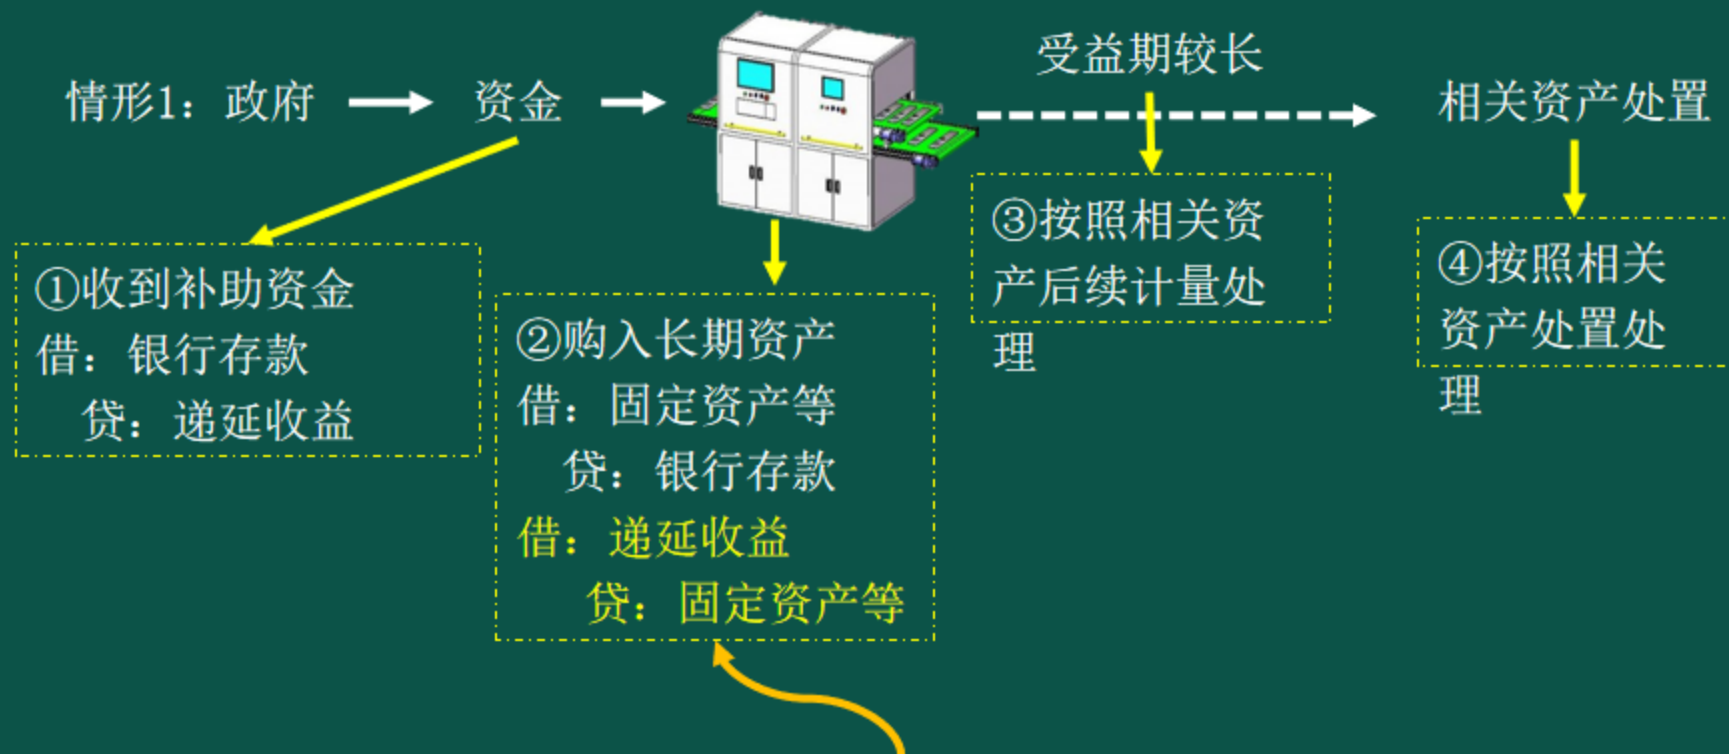 情形1：政府
资金
受益期较长
相关资产处置
①收到补助资金
借：银行存款
贷：递延收益
②购入长期资产
借：固定资产等
贷：银行存款
借：递延收益
贷：固定资产等
③按照相关资
产后续计量处
理
④按照相关
资产处置处
理